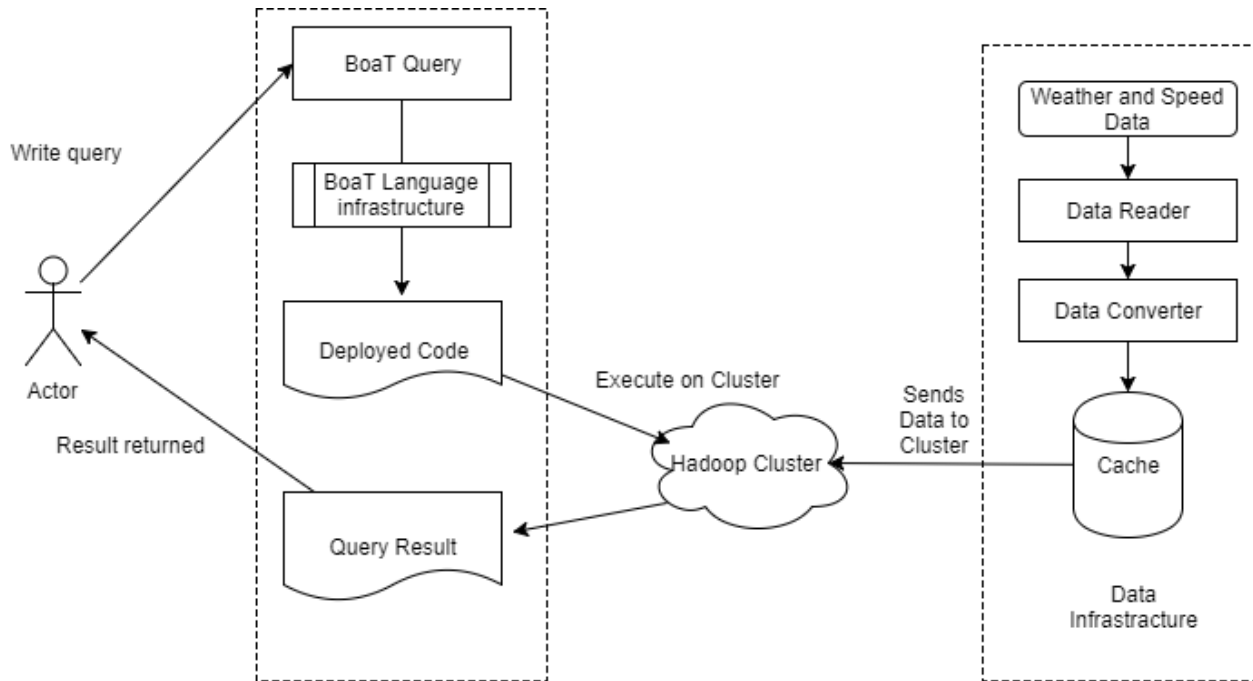 BoaT Query
Weather and Speed
Data
Write query
BoaT Language
infrastructure
Data Reader
Data Converter
Deployed Code
Actor
Execute on Cluster
Sends
Data to
Cluster
Result returned
Hadoop Cluster
Cache
Query Result
Data
Infrastracture